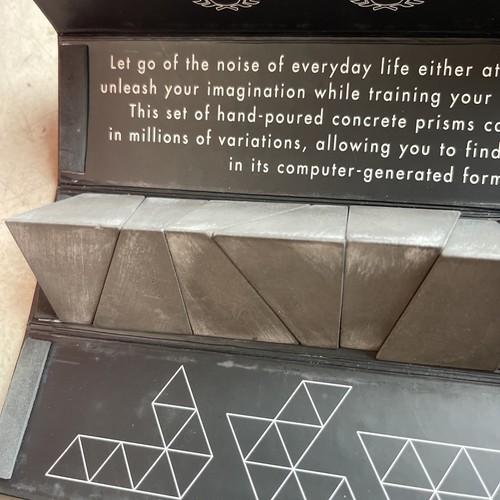 Let go of the noise of everyday life either at
unleash your imagination while training your
This set of hand-poured concrete prisms
in millions of variations, allowing you to find
in its computer-generated